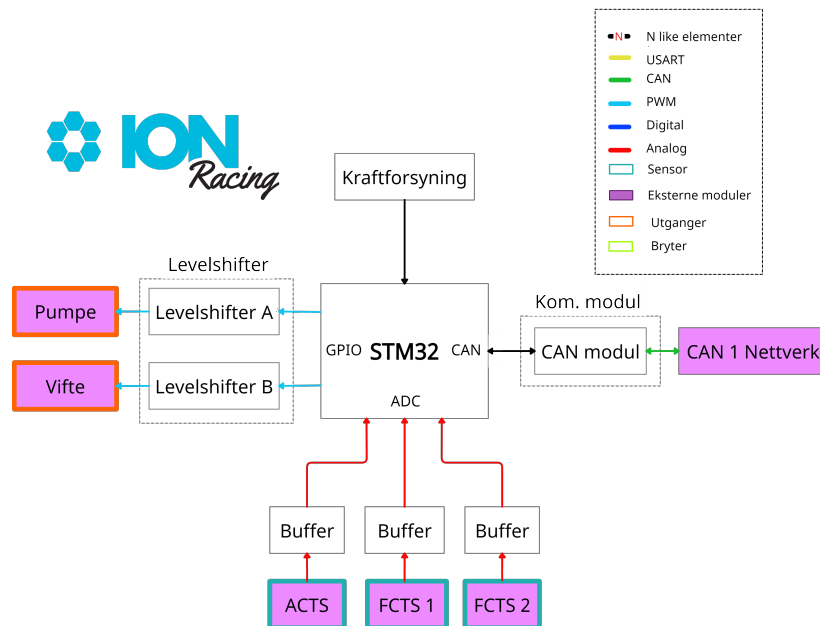 N N like elementer
USART
CAN
PWM
Digital
Analog
Sensor
Eksterne moduler
Utganger
Bryter
ION
Racing
Kraftforsyning
Levelshifter
Pumpe
Levelshifter A
Vifte
Levelshifter B
GPIO STM32 CAN
ADC
Kom. modul
CAN modul
CAN 1 Nettverk
Buffer
Buffer
Buffer
ACTS
FCTS 1
FCTS 2